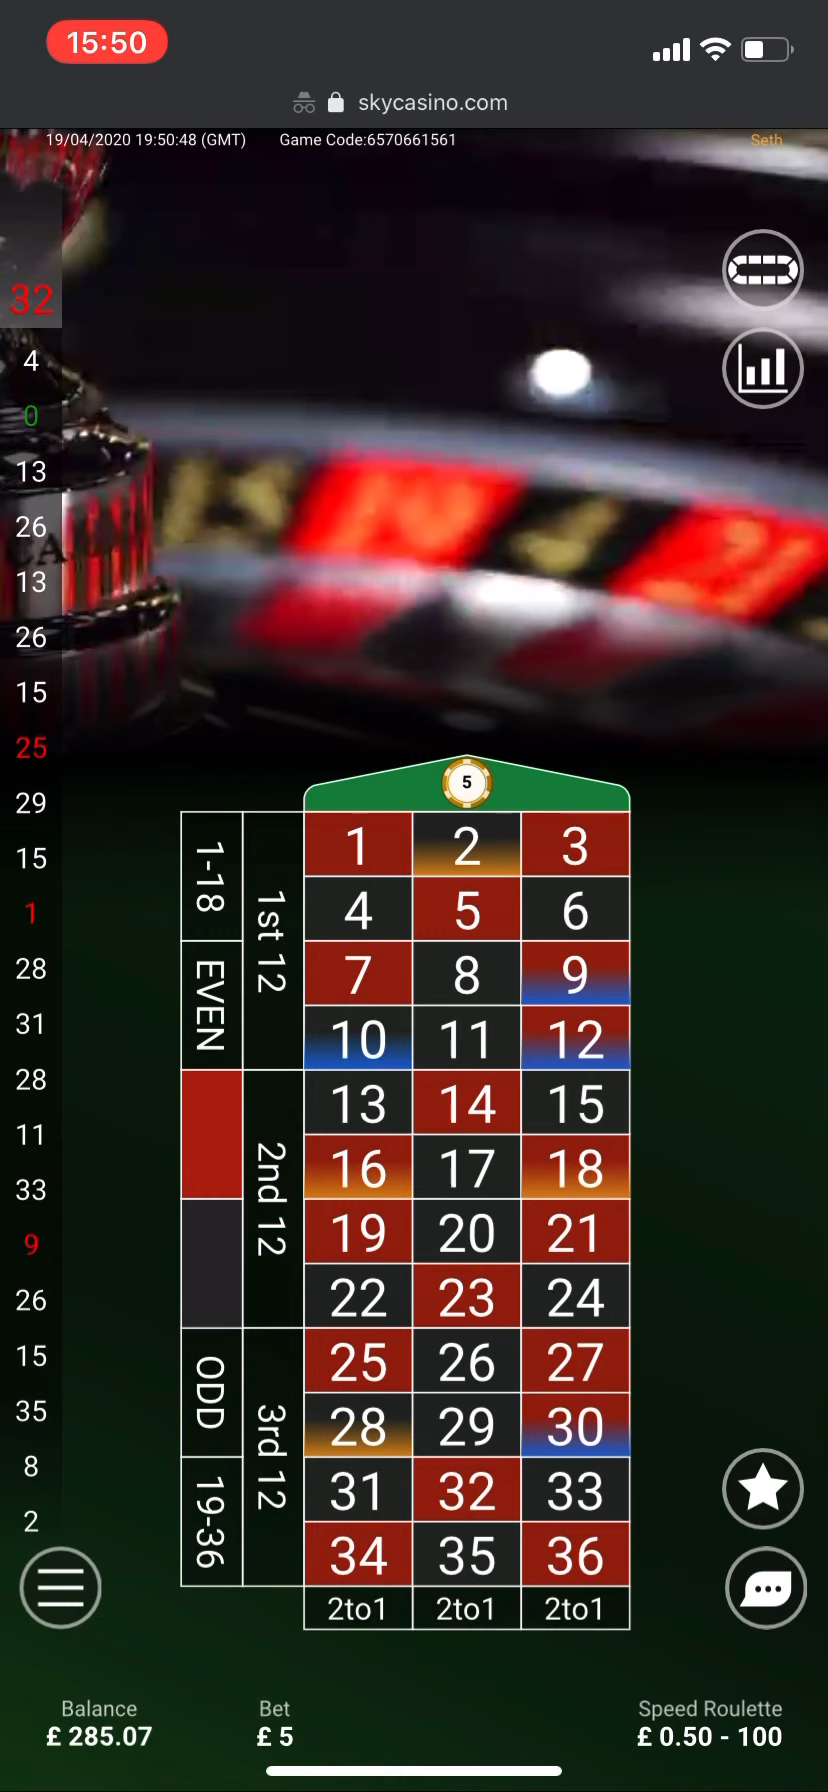 15:50
skycasino.com
19/04/2020 19:50:48 (GMT) Game Code:6570661561 Seth
32
4
0
13
26
13
26
15
25
29
15
1
28
31
28
11
33
9
26
15
35
8
2
5
1 2 3
4 5 6
7 8 9
10 11 12
13 14 15
16 17 18
19 20 21
22 23 24
25 26 27
28 29 30
31 32 33
34 35 36
2to1 2to1 2to1
1-18
EVEN
ODD
19-36
1st 12
2nd 12
3rd 12
Balance Bet Speed Roulette
£ 285.07 £ 5 £ 0.50 - 100